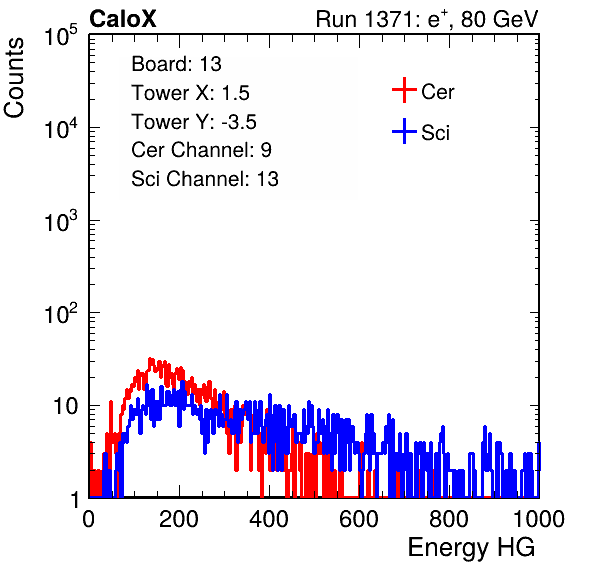 CaloX Run 1371: e⁺, 80 GeV
Counts
Board: 13
Tower X: 1.5
Tower Y: -3.5
Cer Channel: 9
Sci Channel: 13
Cer
Sci
10⁵
10⁴
10³
10²
10
1
0 200 400 600 800 1000
Energy HG